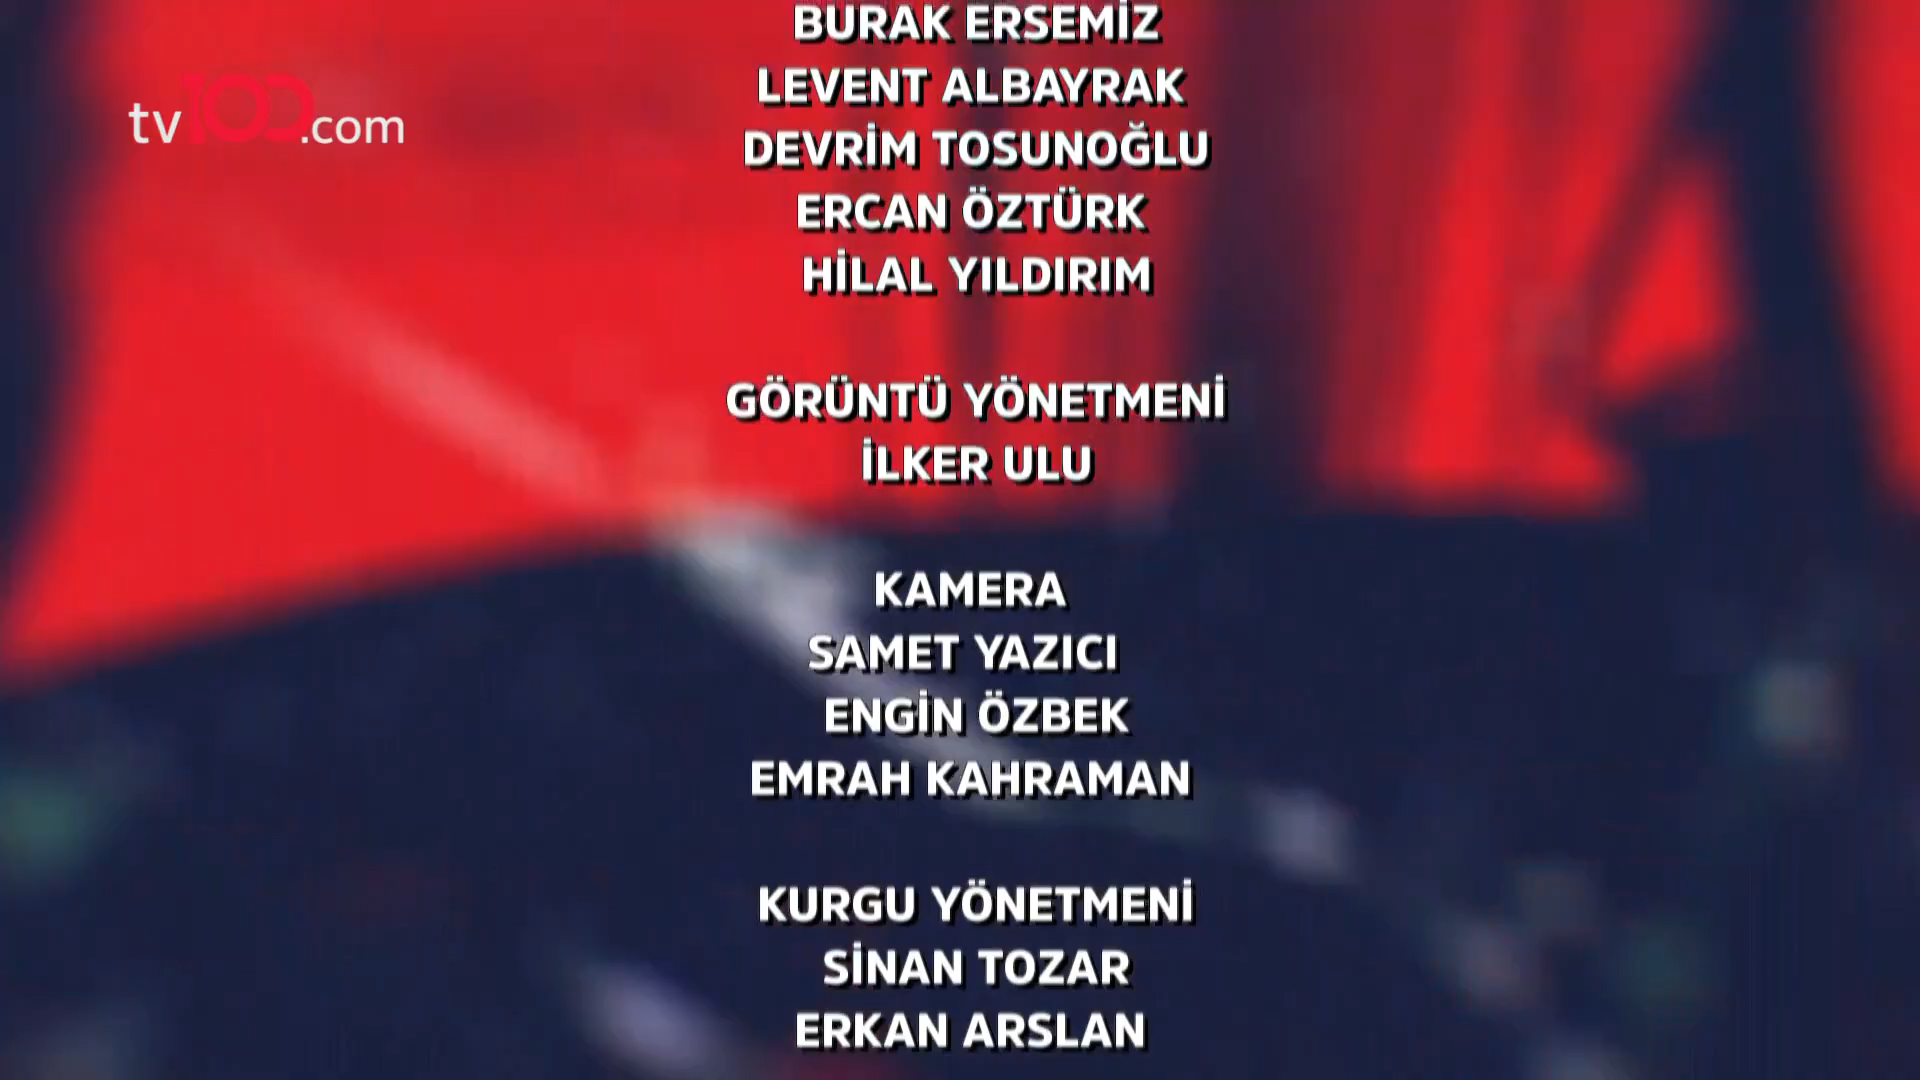 BURAK ERSEMİZ
tv100.com
LEVENT ALBAYRAK
DEVRİM TOSUNOĞLU
ERCAN ÖZTÜRK
HİLAL YILDIRIM
GÖRÜNTÜ YÖNETMENİ
İLKER ULU
KAMERA
SAMET YAZICI
ENGİN ÖZBEK
EMRAH KAHRAMAN
KURGU YÖNETMENİ
SİNAN TOZAR
ERKAN ARSLAN